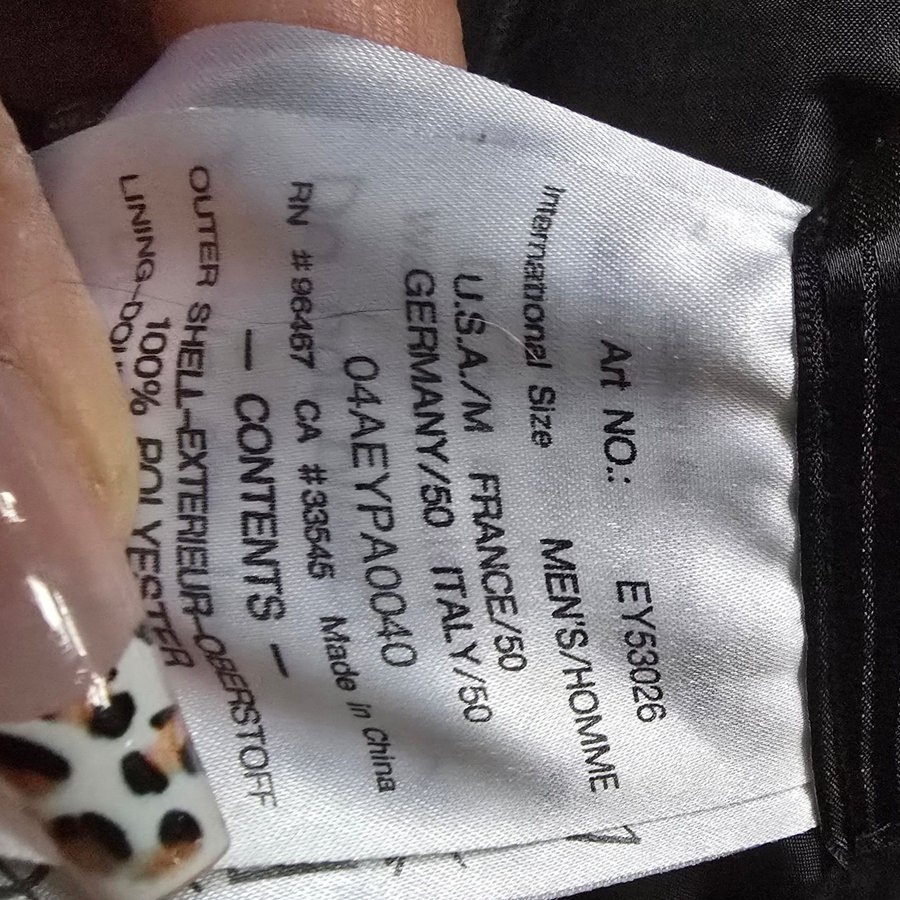 Art NO.: EY53026
International Size MEN'S/HOMME
U.S.A./M FRANCE/50
GERMANY/50 ITALY/50
04AEYPA0040
RN #96467 CA #33545 Made in China
— CONTENTS —
OUTER SHELL-EXTERIEUR-OBERSTOFF
100% POLYESTER
LINING-